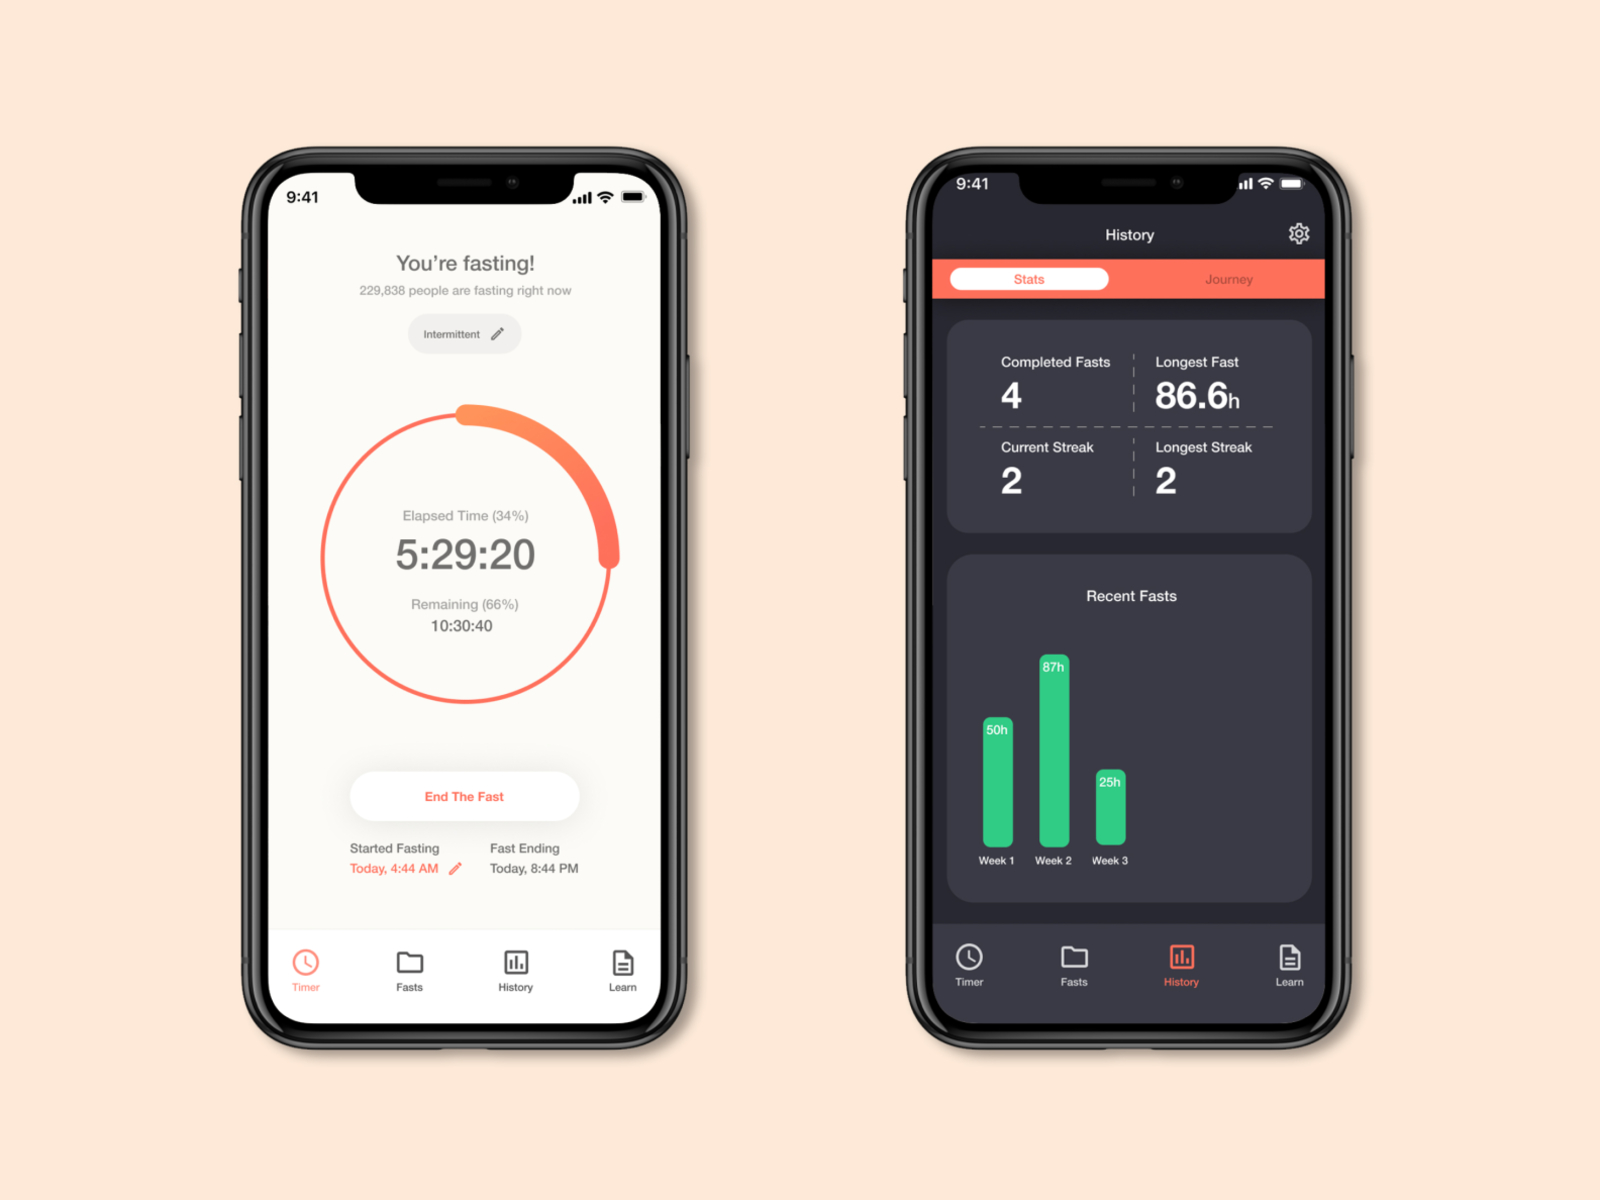 9:41
You're fasting!
229,838 people are fasting right now
Intermittent
Elapsed Time (34%)
5:29:20
Remaining (66%)
10:30:40
End The Fast
Started Fasting
Today, 4:44 AM
Fast Ending
Today, 8:44 PM
Timer Fasts History Learn
9:41
History
Stats Journey
Completed Fasts
4
Longest Fast
86.6h
Current Streak
2
Longest Streak
2
Recent Fasts
50h
87h
25h
Week 1 Week 2 Week 3
Timer Fasts History Learn